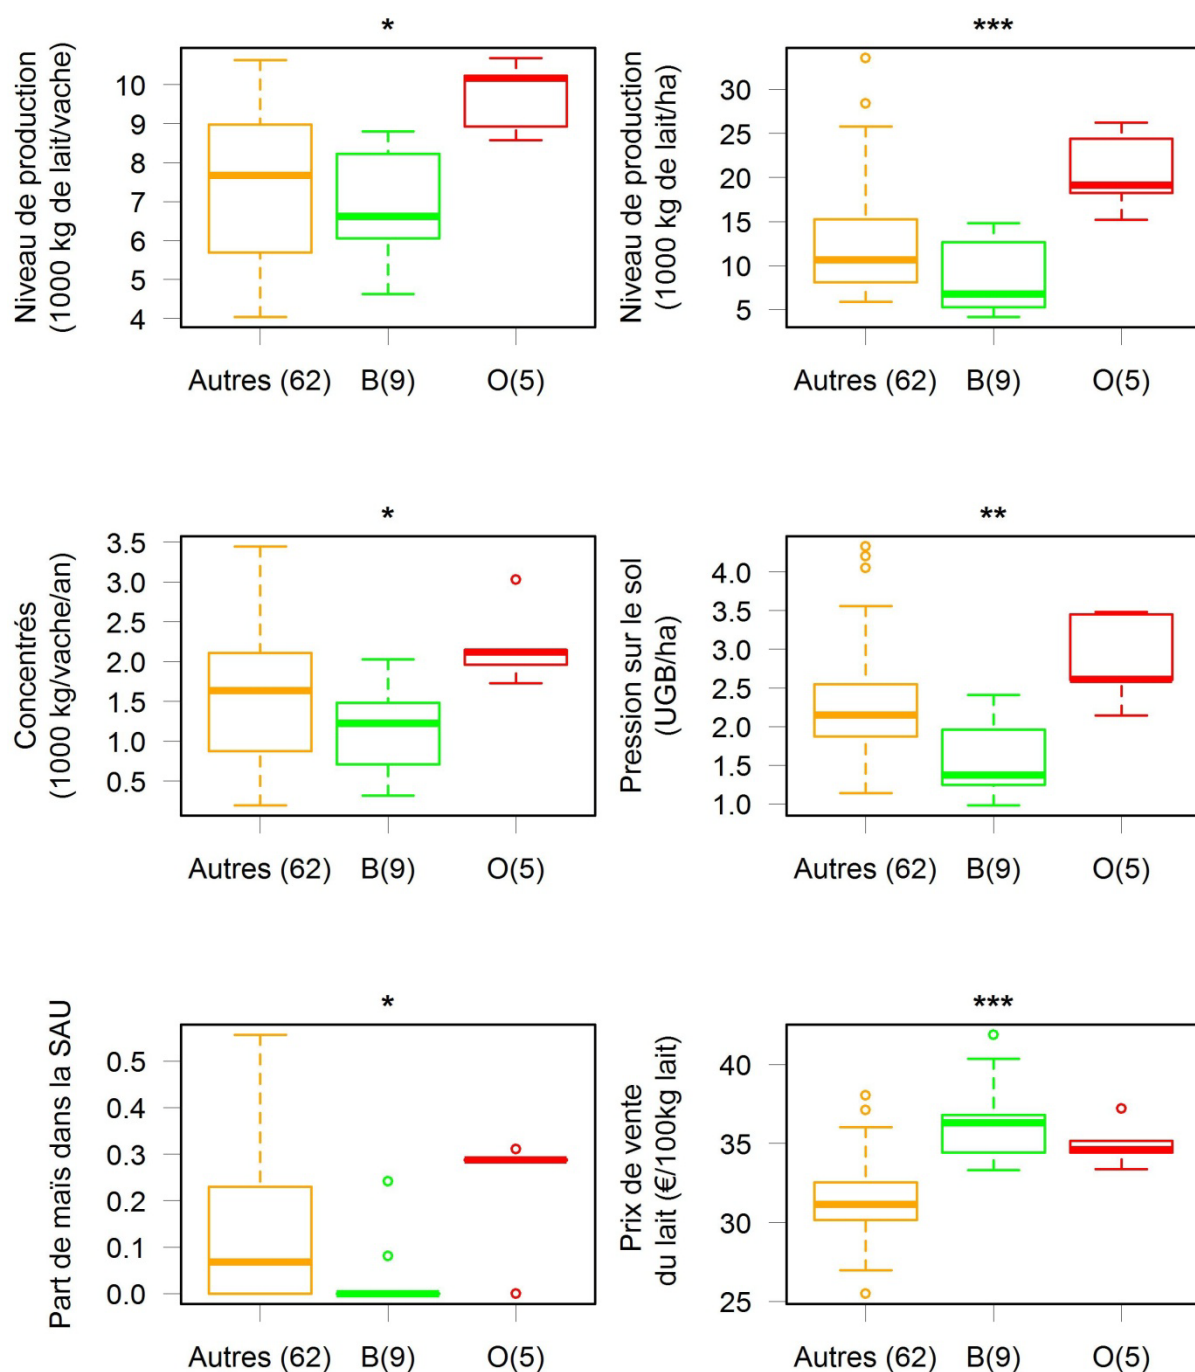 *
Niveau de production
(1000 kg de lait/vache)
10
9
8
7
6
5
4
Autres (62) B(9) O(5)
***
Niveau de production
(1000 kg de lait/ha)
30
25
20
15
10
5
Autres (62) B(9) O(5)
*
Concentrés
(1000 kg/vache/an)
3.5
3.0
2.5
2.0
1.5
1.0
0.5
Autres (62) B(9) O(5)
**
Pression sur le sol
(UGB/ha)
4.0
3.5
3.0
2.5
2.0
1.5
1.0
Autres (62) B(9) O(5)
*
Part de maïs dans la SAU
0.5
0.4
0.3
0.2
0.1
0.0
Autres (62) B(9) O(5)
***
Prix de vente
du lait (€/100kg lait)
40
35
30
25
Autres (62) B(9) O(5)